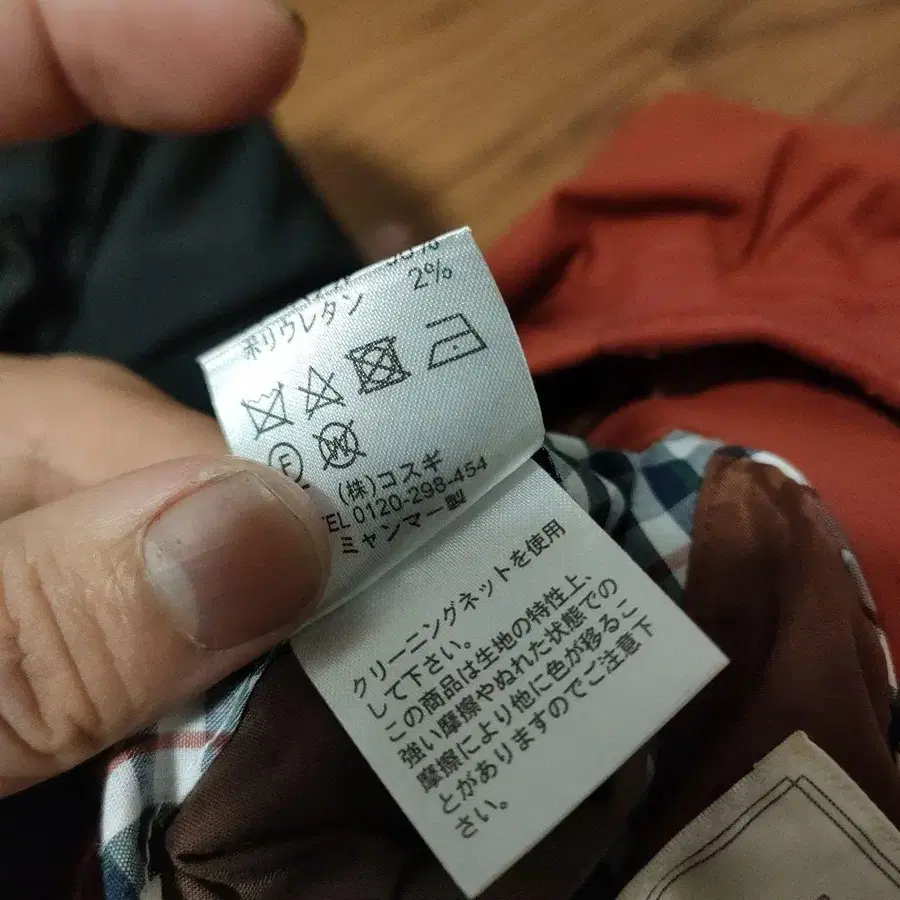 2%
ポリウレタン
F
W
(株)コスギ
TEL 0120-298-454
ミャンマー製
クリーニングネットを使用
して下さい。
この商品は生地の特性上、
強い摩擦やぬれた状態での
摩擦により他に色が移るこ
とがありますのでご注意下
さい。